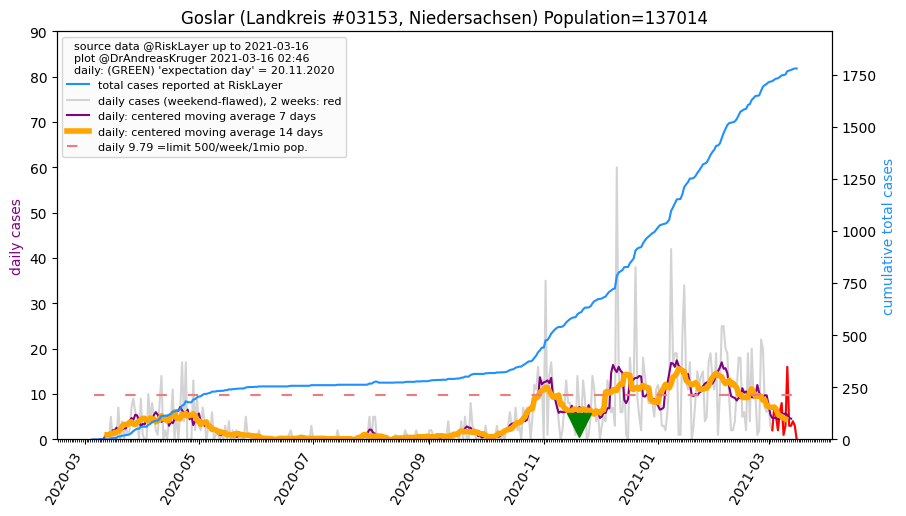 Goslar (Landkreis #03153, Niedersachsen) Population=137014
source data @RiskLayer up to 2021-03-16
plot @DrAndreasKruger 2021-03-16 02:46
daily: (GREEN) 'expectation day' = 20.11.2020
total cases reported at RiskLayer
daily cases (weekend-flawed), 2 weeks: red
daily: centered moving average 7 days
daily: centered moving average 14 days
daily 9.79 =limit 500/week/1mio pop.
daily cases
90
80
70
60
50
40
30
20
10
0
1750
1500
1250
1000
750
500
250
0
cumulative total cases
2020-03
2020-05
2020-07
2020-09
2020-11
2021-01
2021-03